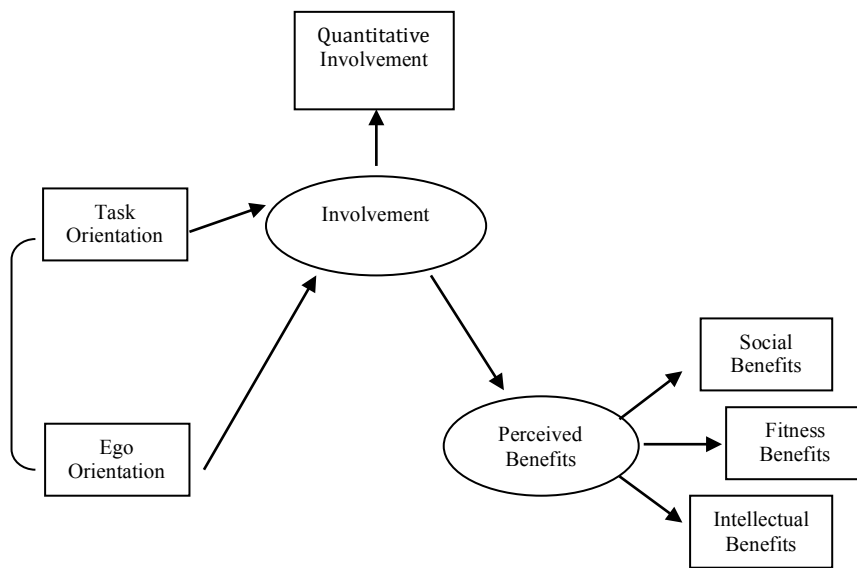 Quantitative
Involvement
Task
Orientation
Involvement
Social
Benefits
Ego
Orientation
Perceived
Benefits
Fitness
Benefits
Intellectual
Benefits